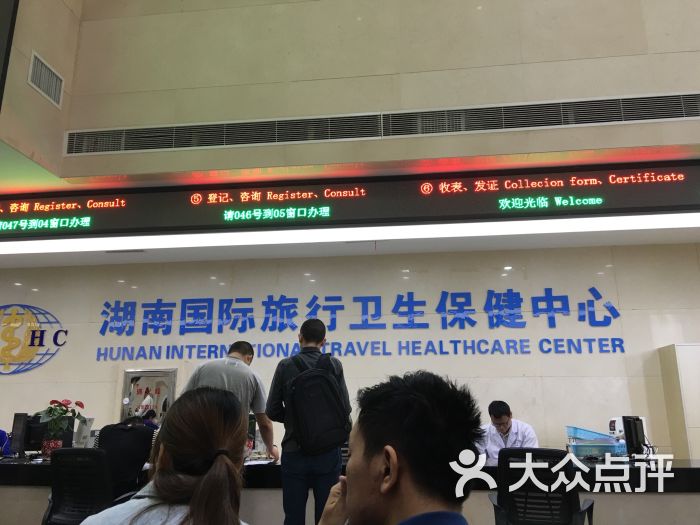 、咨询 Register、Consult
047号到04窗口办理
⑤ 登记、咨询 Register、Consult
请046号到05窗口办理
⑥ 收表、发证 Collecion form、Certificate
欢迎光临 Welcome
湖南国际旅行卫生保健中心
HUNAN INTERNATIONAL TRAVEL HEALTHCARE CENTER
HC
大众点评